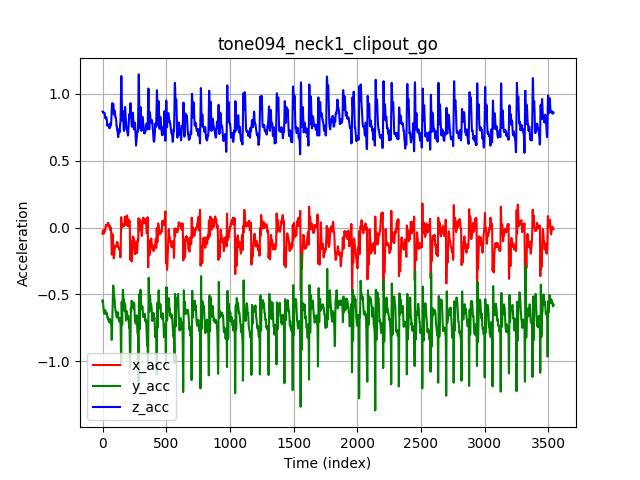 tone094_neck1_clipout_go
1.0
0.5
0.0
−0.5
−1.0
Acceleration
x_acc
y_acc
z_acc
0 500 1000 1500 2000 2500 3000 3500
Time (index)